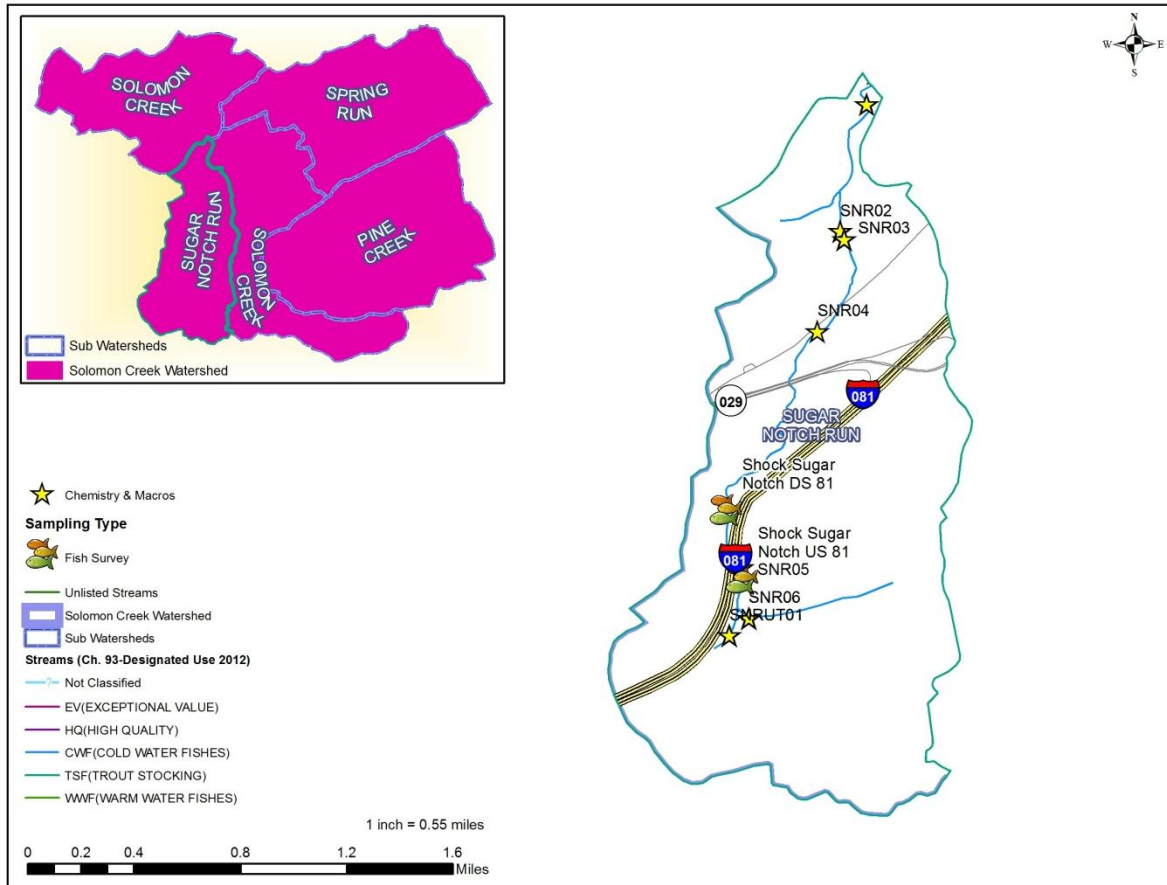 SOLOMON
CREEK
SPRING
RUN
SUGAR
NOTCH RUN
SOLOMON
CREEK
PINE
CREEK
Sub Watersheds
Solomon Creek Watershed
N
W E
S
SNR02
SNR03
SNR04
029
081
SUGAR
NOTCH RUN
Shock Sugar
Notch DS 81
Shock Sugar
Notch US 81
081
SNR05
SNR06
SNRUT01
Chemistry & Macros
Sampling Type
Fish Survey
Unlisted Streams
Solomon Creek Watershed
Sub Watersheds
Streams (Ch. 93-Designated Use 2012)
Not Classified
EV(EXCEPTIONAL VALUE)
HQ(HIGH QUALITY)
CWF(COLD WATER FISHES)
TSF(TROUT STOCKING)
WWF(WARM WATER FISHES)
1 inch = 0.55 miles
0 0.2 0.4 0.8 1.2 1.6
Miles